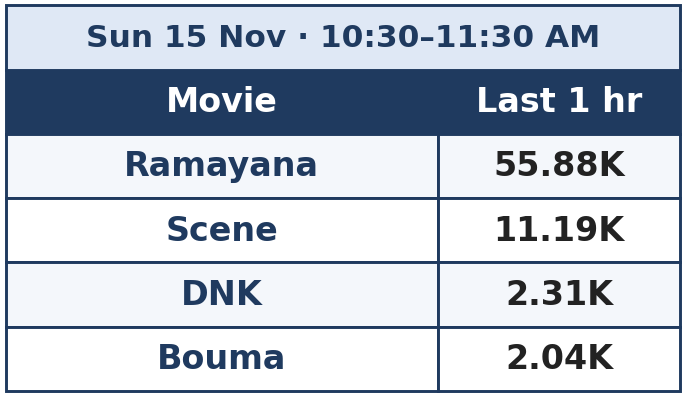 Sun 15 Nov · 10:30–11:30 AM
Movie Last 1 hr
Ramayana 55.88K
Scene 11.19K
DNK 2.31K
Bouma 2.04K